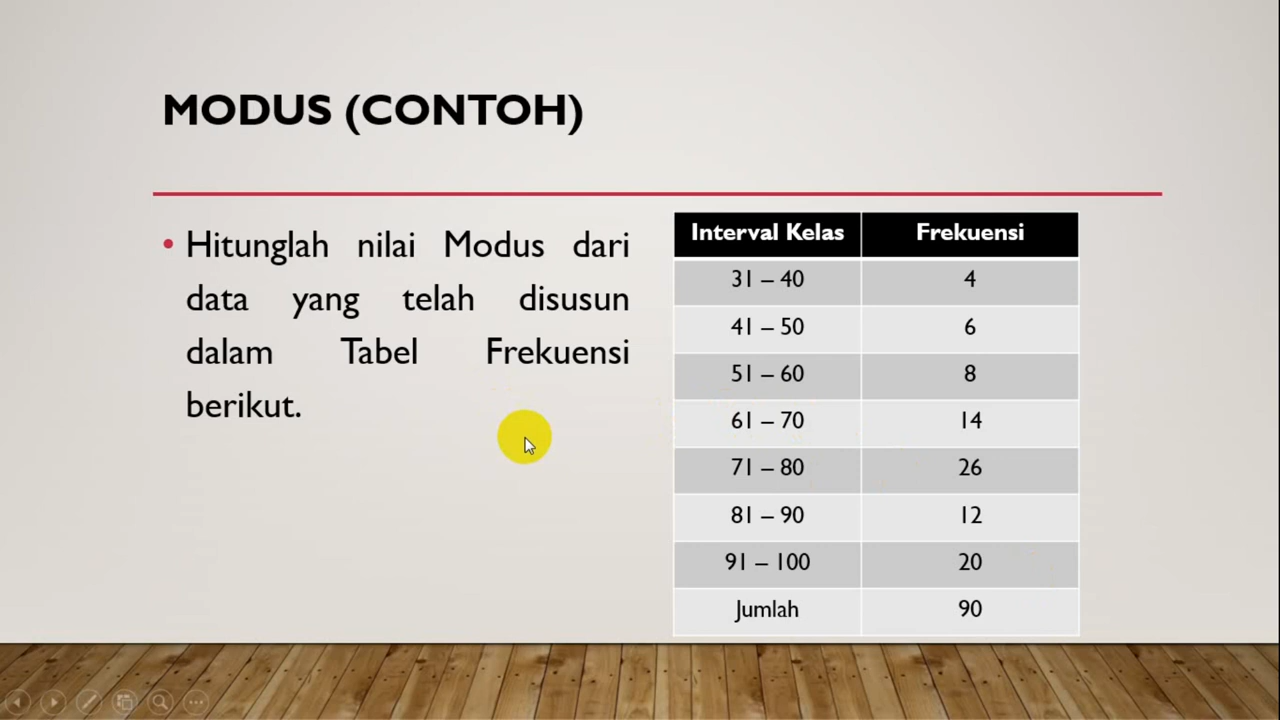 MODUS (CONTOH)
• Hitunglah nilai Modus dari
data yang telah disusun
dalam Tabel Frekuensi
berikut.
Interval Kelas Frekuensi
31 – 40 4
41 – 50 6
51 – 60 8
61 – 70 14
71 – 80 26
81 – 90 12
91 – 100 20
Jumlah 90